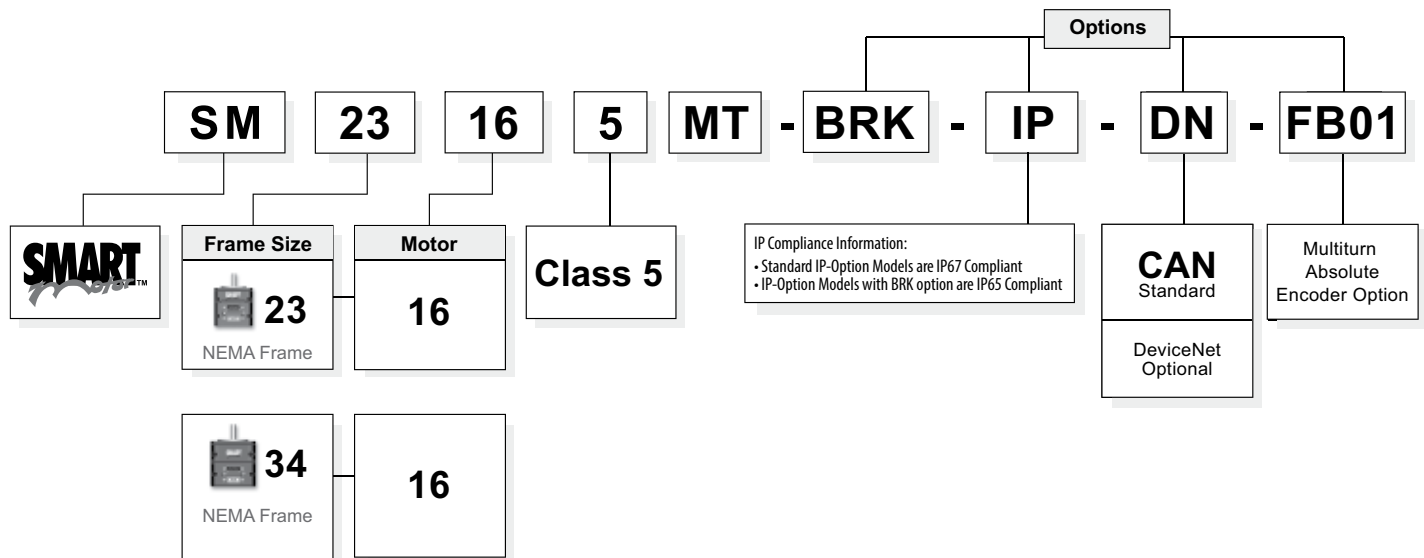 Options
SM 23 16 5 MT - BRK - IP - DN - FB01
SMART
motor™
Frame Size
23
NEMA Frame
Motor
16
Class 5
IP Compliance Information:
• Standard IP-Option Models are IP67 Compliant
• IP-Option Models with BRK option are IP65 Compliant
CAN
Standard
DeviceNet
Optional
Multiturn
Absolute
Encoder Option
34
NEMA Frame
16